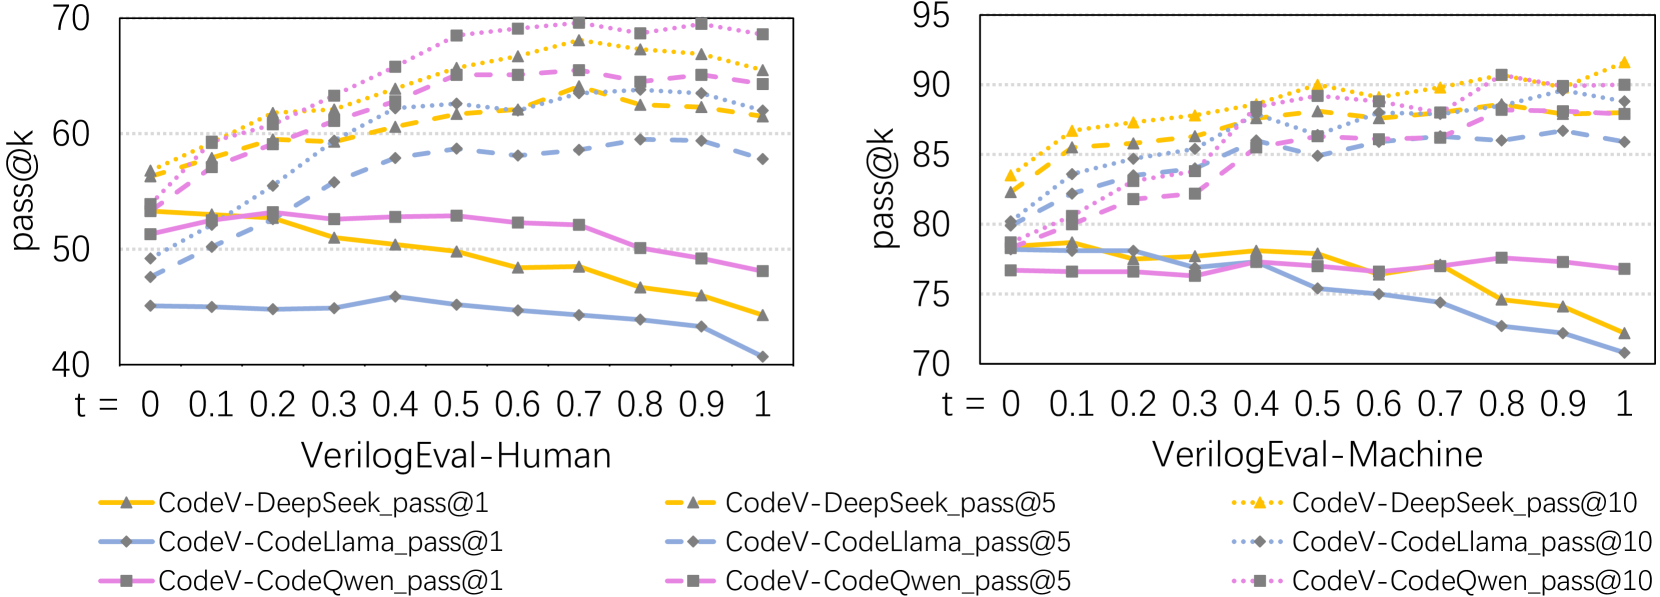 70
60
50
40
pass@k
t = 0 0.1 0.2 0.3 0.4 0.5 0.6 0.7 0.8 0.9 1
VerilogEval-Human
95
90
85
80
75
70
pass@k
t = 0 0.1 0.2 0.3 0.4 0.5 0.6 0.7 0.8 0.9 1
VerilogEval-Machine
CodeV-DeepSeek_pass@1 CodeV-DeepSeek_pass@5 CodeV-DeepSeek_pass@10
CodeV-CodeLlama_pass@1 CodeV-CodeLlama_pass@5 CodeV-CodeLlama_pass@10
CodeV-CodeQwen_pass@1 CodeV-CodeQwen_pass@5 CodeV-CodeQwen_pass@10